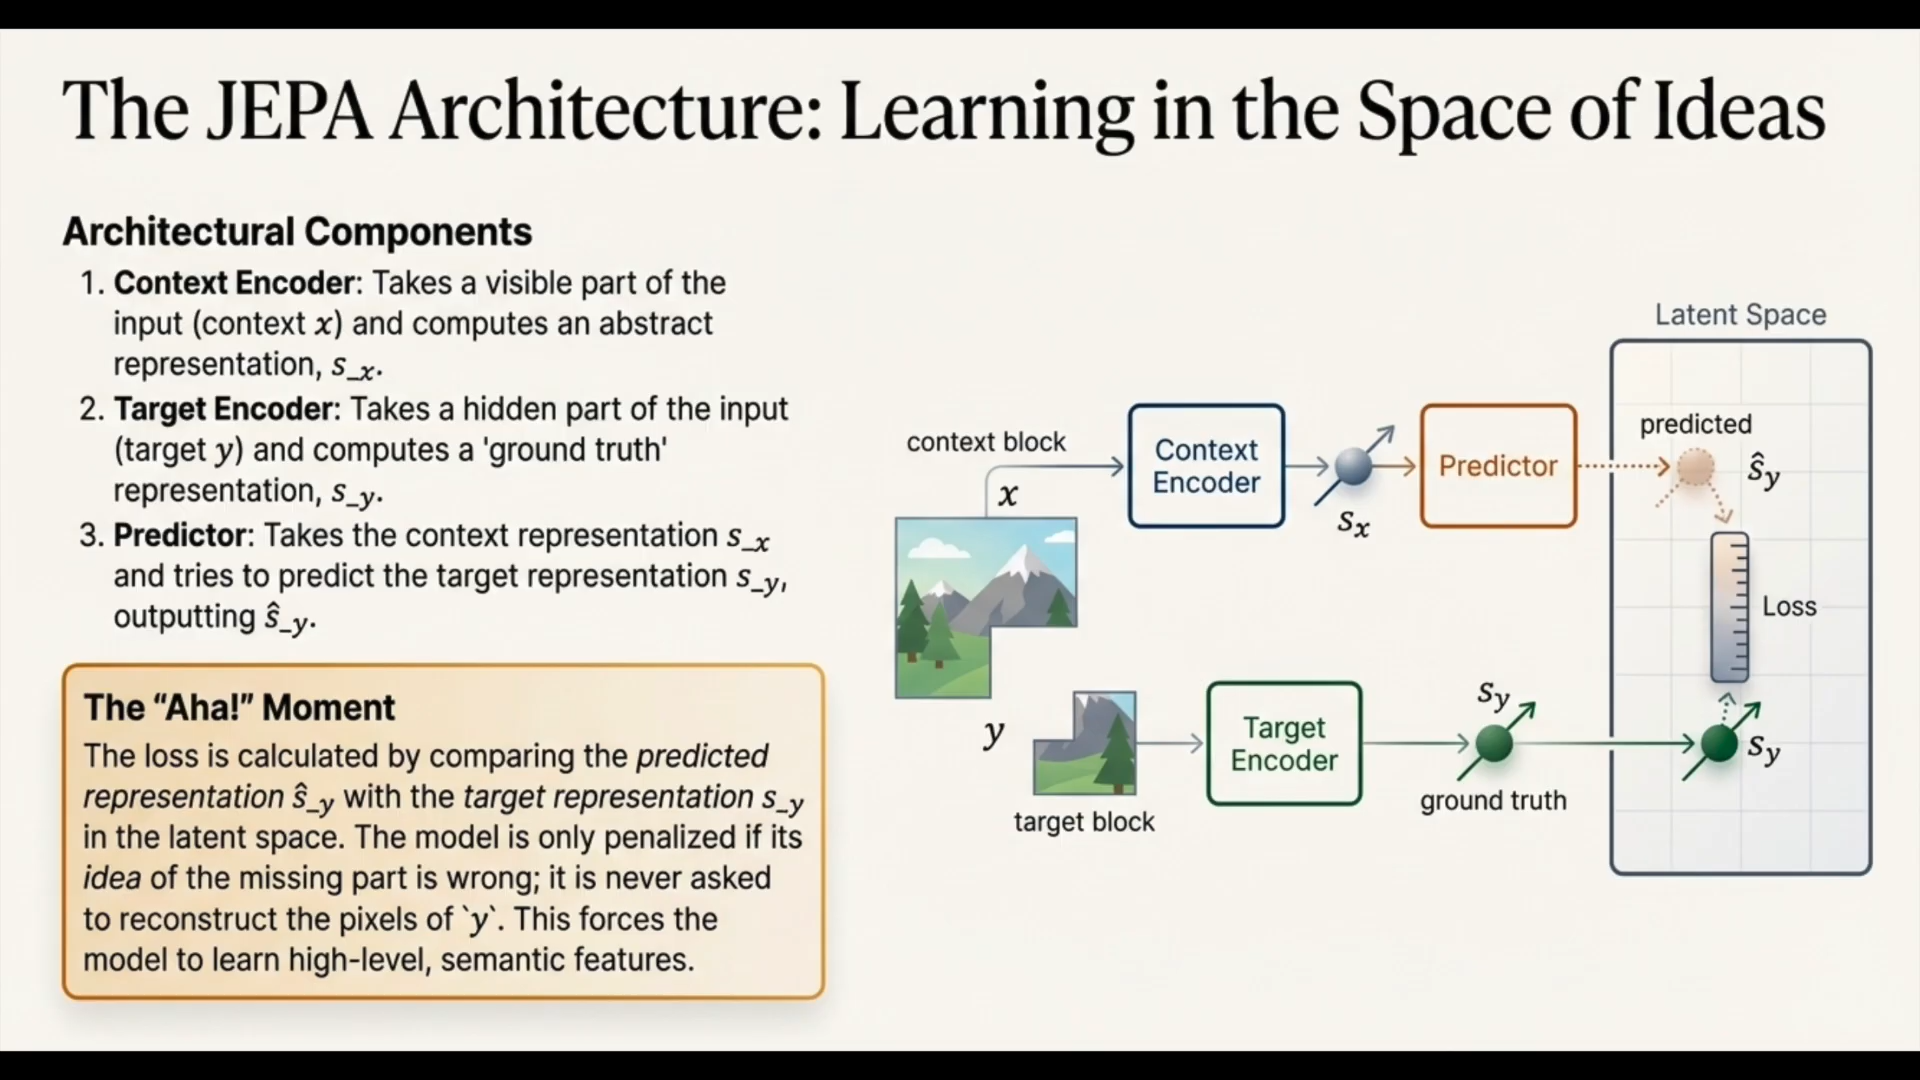 The JEPA Architecture: Learning in the Space of Ideas
Architectural Components
1. Context Encoder: Takes a visible part of the
input (context x) and computes an abstract
representation, s_x.
2. Target Encoder: Takes a hidden part of the input
(target y) and computes a 'ground truth'
representation, s_y.
3. Predictor: Takes the context representation s_x
and tries to predict the target representation s_y,
outputting ŝ_y.
The “Aha!” Moment
The loss is calculated by comparing the predicted
representation ŝ_y with the target representation s_y
in the latent space. The model is only penalized if its
idea of the missing part is wrong; it is never asked
to reconstruct the pixels of `y`. This forces the
model to learn high-level, semantic features.
context block
x
Context
Encoder
s_x
Predictor
Latent Space
predicted
ŝ_y
Loss
y
target block
Target
Encoder
s_y
ground truth
s_y